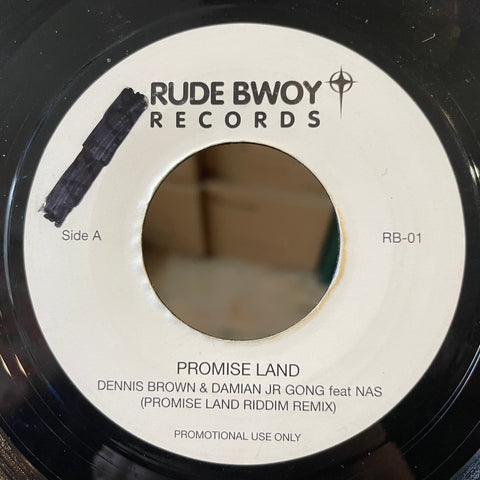 RUDE BWOY
RECORDS
Side A
RB-01
PROMISE LAND
DENNIS BROWN & DAMIAN JR GONG feat NAS
(PROMISE LAND RIDDIM REMIX)
PROMOTIONAL USE ONLY